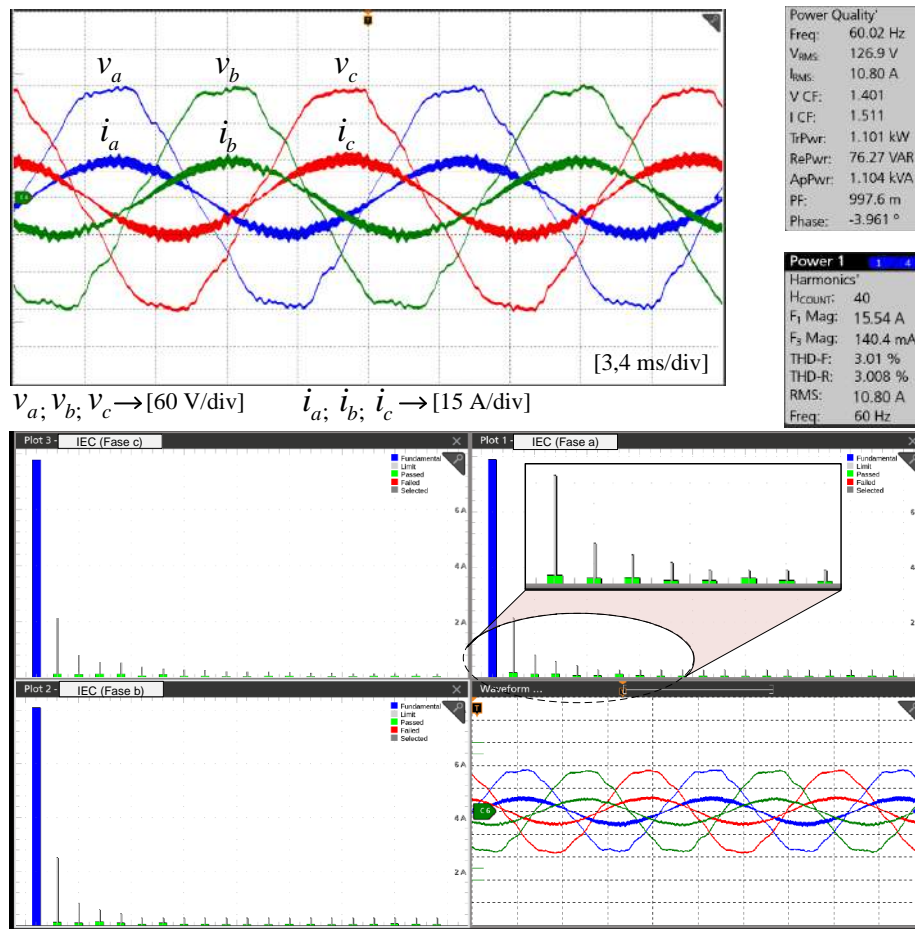 T
v_a v_b v_c
i_a i_b i_c
[3,4 ms/div]
v_a; v_b; v_c → [60 V/div] i_a; i_b; i_c → [15 A/div]
Power Quality'
Freq: 60.02 Hz
V_RMS: 126.9 V
I_RMS: 10.80 A
V CF: 1.401
I CF: 1.511
TrPwr: 1.101 kW
RePwr: 76.27 VAR
ApPwr: 1.104 kVA
PF: 997.6 m
Phase: -3.961 °
Power 1 1 4
Harmonics'
H_COUNT: 40
F₁ Mag: 15.54 A
F₃ Mag: 140.4 mA
THD-F: 3.01 %
THD-R: 3.008 %
RMS: 10.80 A
Freq: 60 Hz
Plot 3 - IEC (Fase c)
Fundamental
Limit
Passed
Failed
Selected
6 A
4 A
2 A
Plot 1 - IEC (Fase a)
Fundamental
Limit
Passed
Failed
Selected
6
4
2
Plot 2 - IEC (Fase b)
Fundamental
Limit
Passed
Failed
Selected
6 A
4 A
2 A
Waveform ...
T
C 6